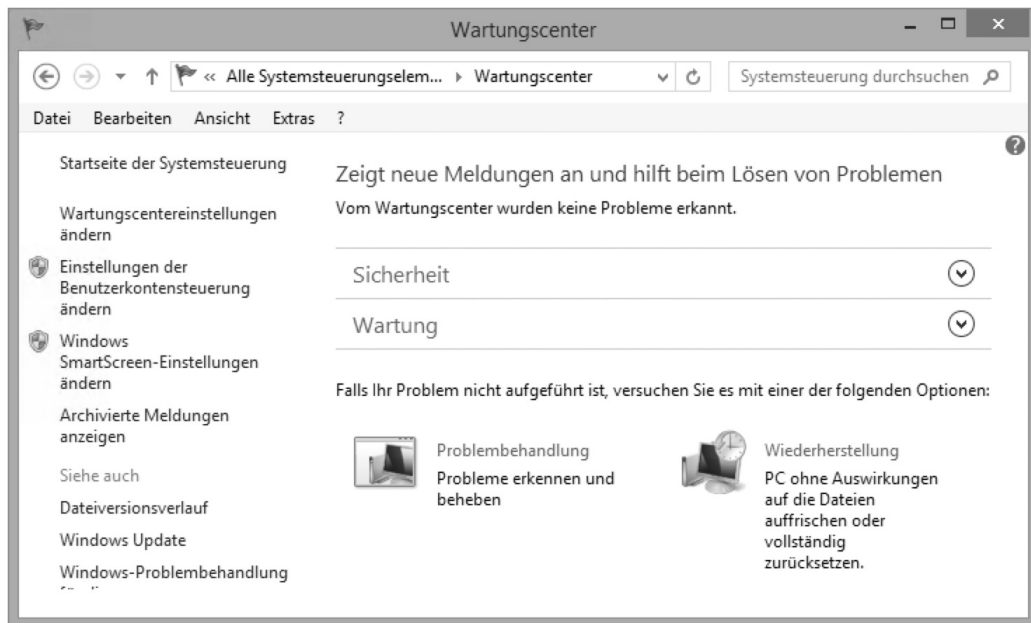 Wartungscenter
« Alle Systemsteuerungselem... Wartungscenter
Systemsteuerung durchsuchen
Datei Bearbeiten Ansicht Extras ?
Startseite der Systemsteuerung
Wartungscentereinstellungen
ändern
Einstellungen der
Benutzerkontensteuerung
ändern
Windows
SmartScreen-Einstellungen
ändern
Archivierte Meldungen
anzeigen
Siehe auch
Dateiversionsverlauf
Windows Update
Windows-Problembehandlung
?
Zeigt neue Meldungen an und hilft beim Lösen von Problemen
Vom Wartungscenter wurden keine Probleme erkannt.
Sicherheit
Wartung
Falls Ihr Problem nicht aufgeführt ist, versuchen Sie es mit einer der folgenden Optionen:
Problembehandlung
Probleme erkennen und
beheben
Wiederherstellung
PC ohne Auswirkungen
auf die Dateien
auffrischen oder
vollständig
zurücksetzen.